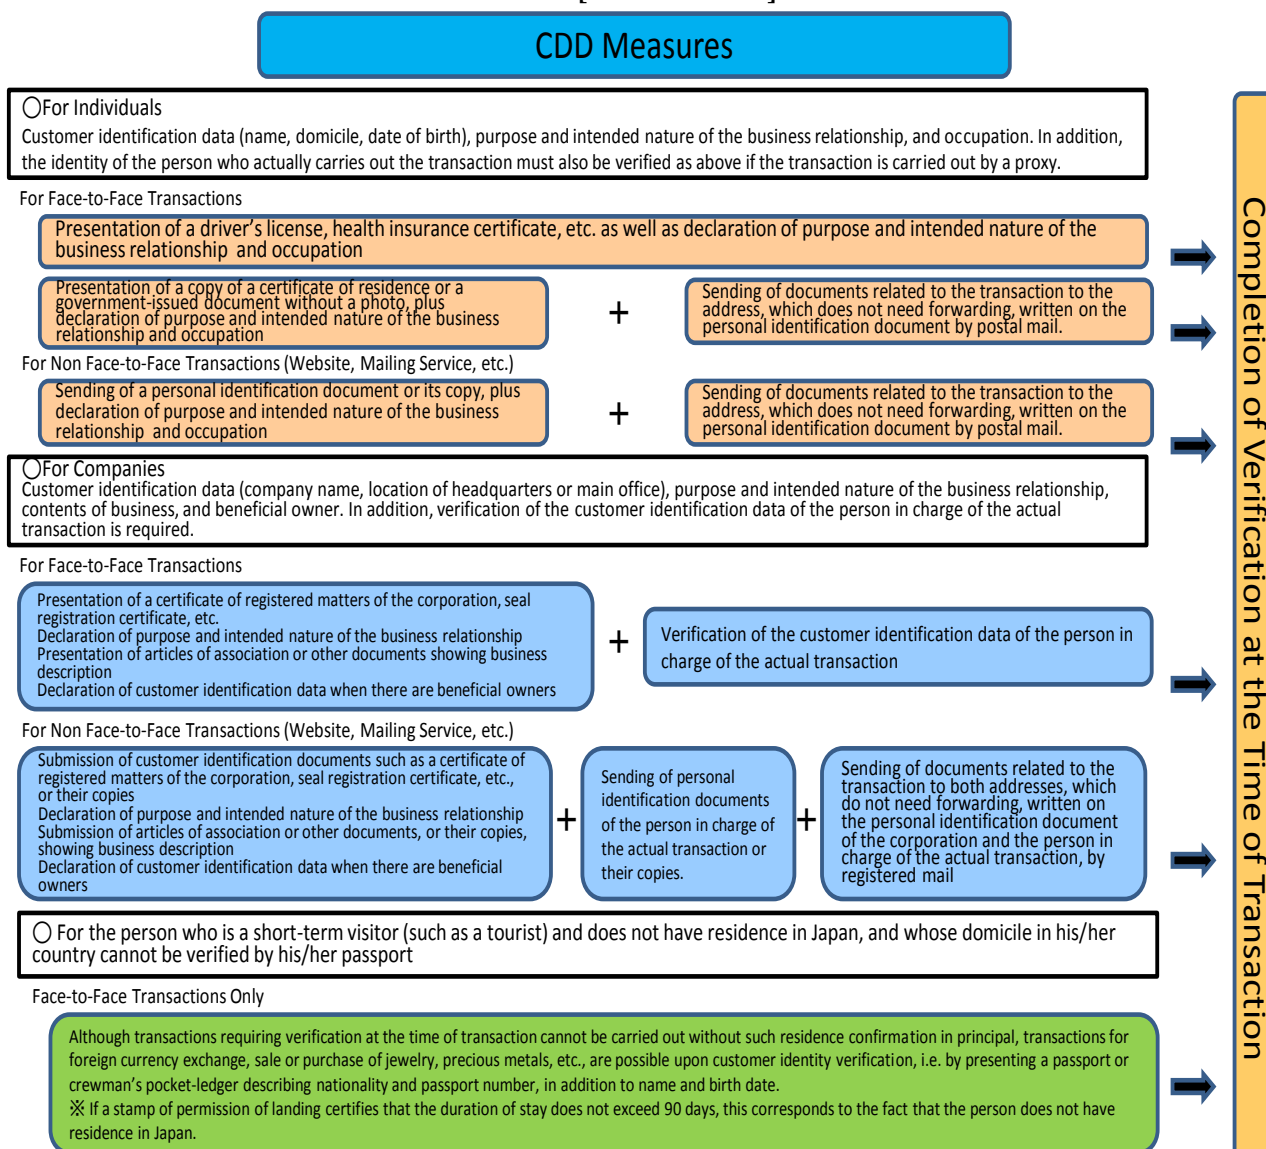 CDD Measures
○For Individuals
Customer identification data (name, domicile, date of birth), purpose and intended nature of the business relationship, and occupation. In addition,
the identity of the person who actually carries out the transaction must also be verified as above if the transaction is carried out by a proxy.
For Face-to-Face Transactions
Presentation of a driver's license, health insurance certificate, etc. as well as declaration of purpose and intended nature of the
business relationship and occupation
Presentation of a copy of a certificate of residence or a
government-issued document without a photo, plus
declaration of purpose and intended nature of the business
relationship and occupation
+
Sending of documents related to the transaction to the
address, which does not need forwarding, written on the
personal identification document by postal mail.
For Non Face-to-Face Transactions (Website, Mailing Service, etc.)
Sending of a personal identification document or its copy, plus
declaration of purpose and intended nature of the business
relationship and occupation
+
Sending of documents related to the transaction to the
address, which does not need forwarding, written on the
personal identification document by postal mail.
○For Companies
Customer identification data (company name, location of headquarters or main office), purpose and intended nature of the business relationship,
contents of business, and beneficial owner. In addition, verification of the customer identification data of the person in charge of the actual
transaction is required.
For Face-to-Face Transactions
Presentation of a certificate of registered matters of the corporation, seal
registration certificate, etc.
Declaration of purpose and intended nature of the business relationship
Presentation of articles of association or other documents showing business
description
Declaration of customer identification data when there are beneficial owners
+
Verification of the customer identification data of the person in
charge of the actual transaction
For Non Face-to-Face Transactions (Website, Mailing Service, etc.)
Submission of customer identification documents such as a certificate of
registered matters of the corporation, seal registration certificate, etc.,
or their copies
Declaration of purpose and intended nature of the business relationship
Submission of articles of association or other documents, or their copies,
showing business description
Declaration of customer identification data when there are beneficial
owners
+
Sending of personal
identification documents
of the person in charge of
the actual transaction or
their copies.
+
Sending of documents related to the
transaction to both addresses, which
do not need forwarding, written on
the personal identification document
of the corporation and the person in
charge of the actual transaction, by
registered mail
○ For the person who is a short-term visitor (such as a tourist) and does not have residence in Japan, and whose domicile in his/her
country cannot be verified by his/her passport
Face-to-Face Transactions Only
Although transactions requiring verification at the time of transaction cannot be carried out without such residence confirmation in principal, transactions for
foreign currency exchange, sale or purchase of jewelry, precious metals, etc., are possible upon customer identity verification, i.e. by presenting a passport or
crewman's pocket-ledger describing nationality and passport number, in addition to name and birth date.
※ If a stamp of permission of landing certifies that the duration of stay does not exceed 90 days, this corresponds to the fact that the person does not have
residence in Japan.
Completion of Verification at the Time of Transaction